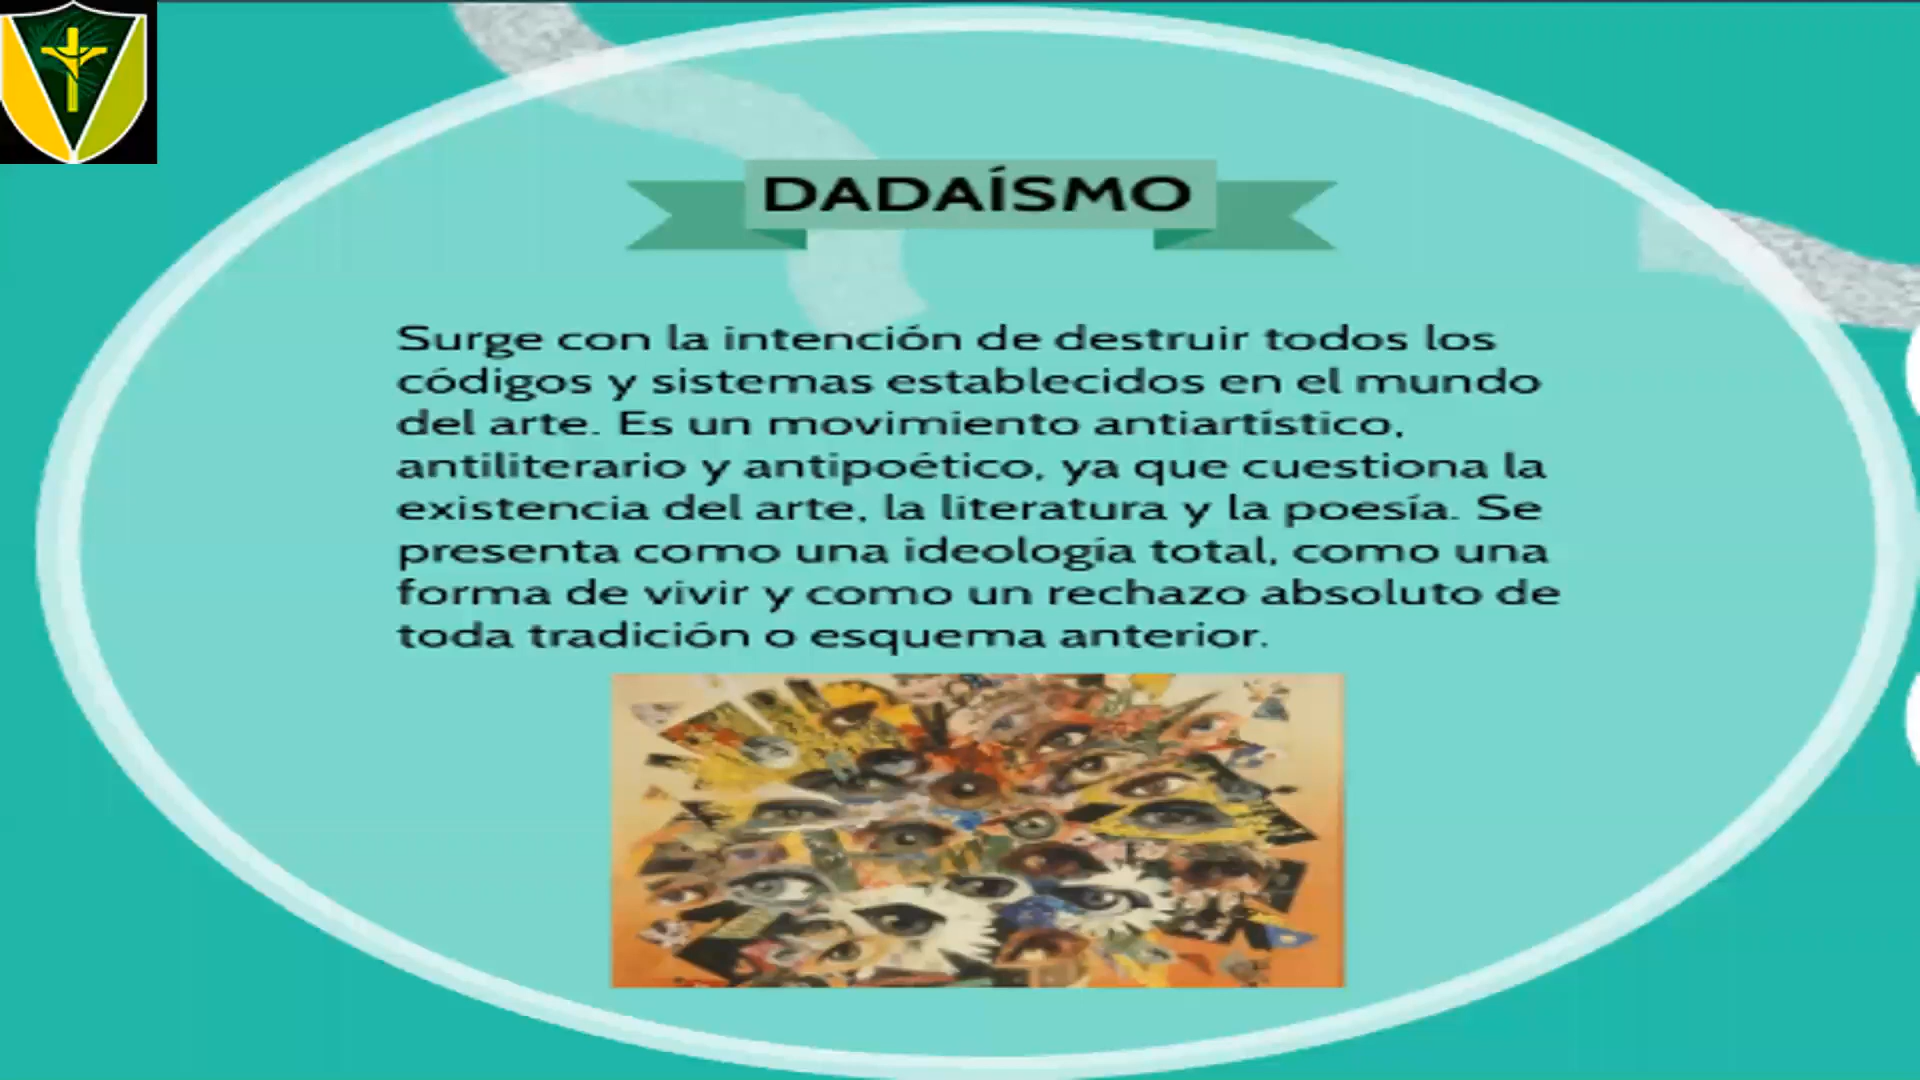 DADAÍSMO
Surge con la intención de destruir todos los
códigos y sistemas establecidos en el mundo
del arte. Es un movimiento antiartístico,
antiliterario y antipoético, ya que cuestiona la
existencia del arte, la literatura y la poesía. Se
presenta como una ideología total, como una
forma de vivir y como un rechazo absoluto de
toda tradición o esquema anterior.